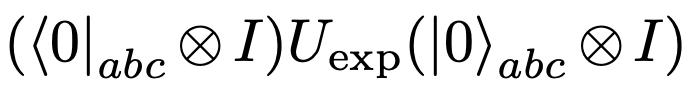 (⟨0|_{abc} ⊗ I)U_{exp}(|0⟩_{abc} ⊗ I)